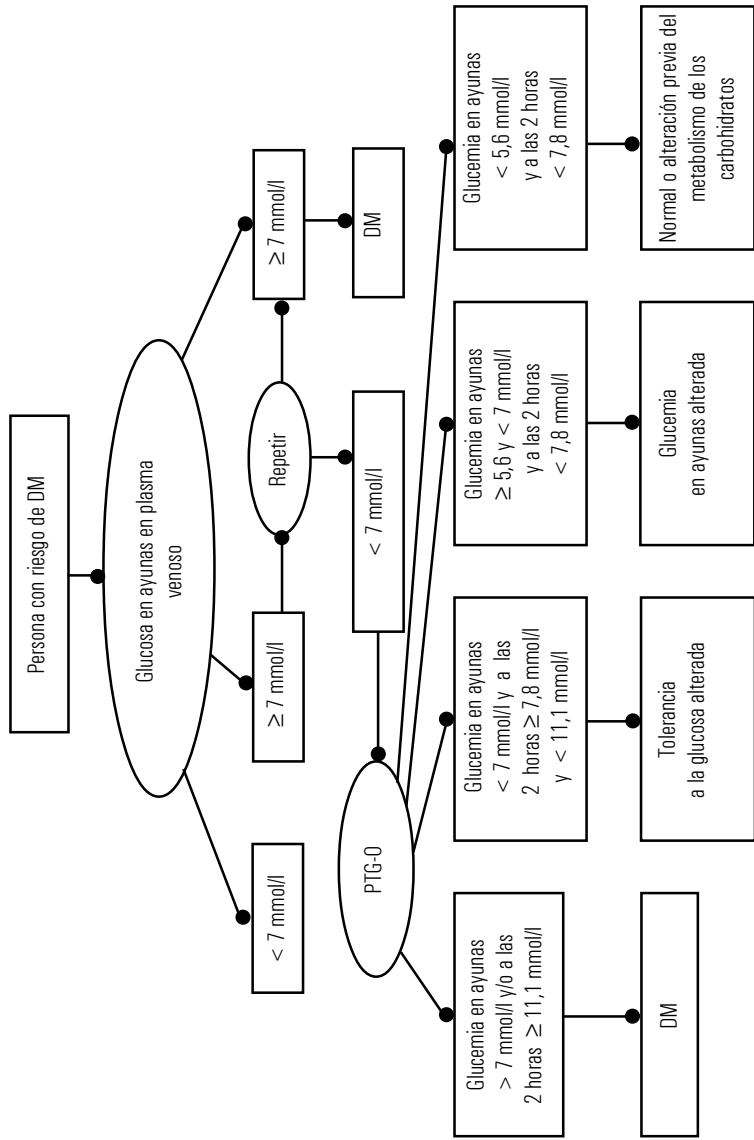 Persona con riesgo de DM
Glucosa en ayunas en plasma
venoso
< 7 mmol/l
≥ 7 mmol/l
Repetir
≥ 7 mmol/l
< 7 mmol/l
DM
PTG-O
Glucemia en ayunas
> 7 mmol/l y/o a las
2 horas ≥ 11,1 mmol/l
Glucemia en ayunas
< 7 mmol/l y a las
2 horas ≥ 7,8 mmol/l
y < 11,1 mmol/l
Glucemia en ayunas
≥ 5,6 y < 7 mmol/l
y a las 2 horas
< 7,8 mmol/l
Glucemia en ayunas
< 5,6 mmol/l
y a las 2 horas
< 7,8 mmol/l
DM
Tolerancia
a la glucosa alterada
Glucemia
en ayunas alterada
Normal o alteración previa del
metabolismo de los
carbohidratos